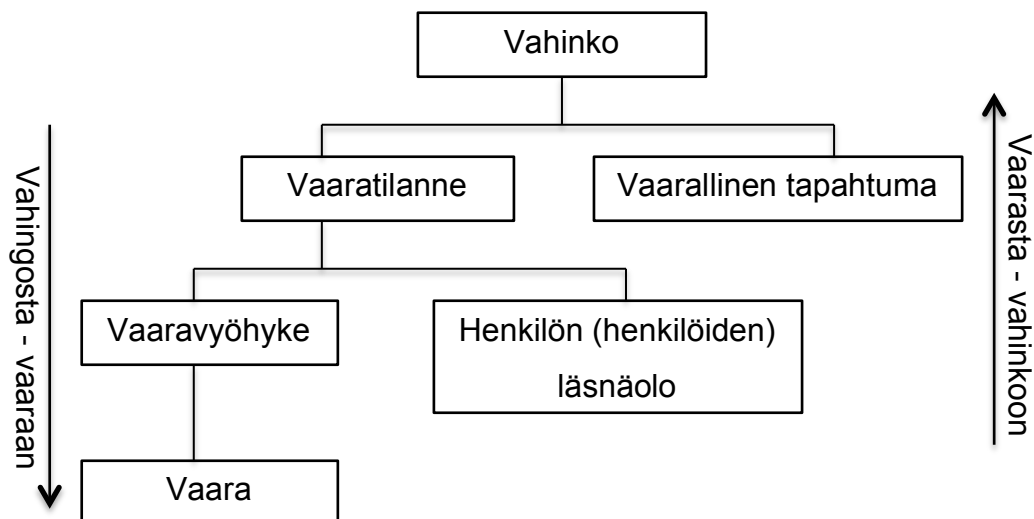 Vahinko
Vaaratilanne
Vaarallinen tapahtuma
Vaaravyöhyke
Henkilön (henkilöiden)
läsnäolo
Vaara
Vahingosta - vaaraan
Vaarasta - vahinkoon